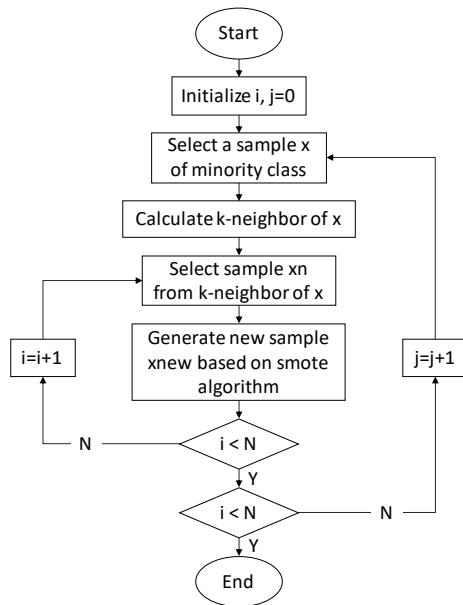 Start
Initialize i, j=0
Select a sample x
of minority class
Calculate k-neighbor of x
Select sample xn
from k-neighbor of x
Generate new sample
xnew based on smote
algorithm
i=i+1
j=j+1
i < N
N
Y
i < N
N
Y
End